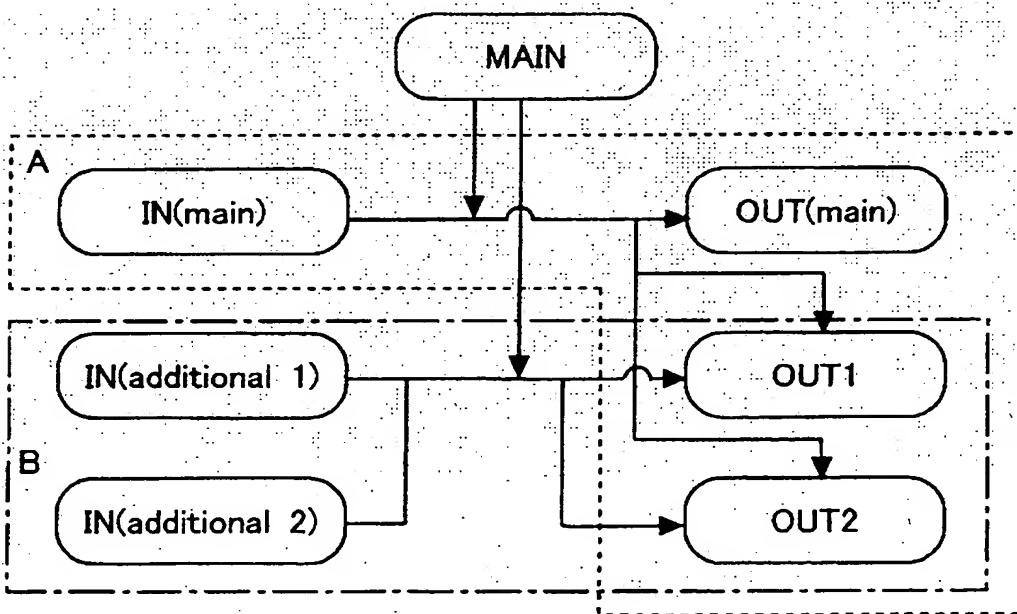 MAIN
A
IN(main)
OUT(main)
IN(additional 1)
OUT1
B
IN(additional 2)
OUT2